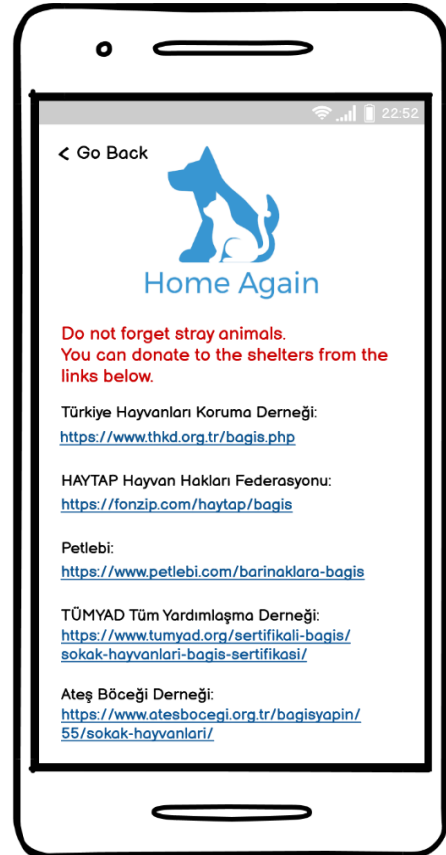 22:52
< Go Back
Home Again
Do not forget stray animals.
You can donate to the shelters from the
links below.
Türkiye Hayvanları Koruma Derneği:
https://www.thkd.org.tr/bagis.php
HAYTAP Hayvan Hakları Federasyonu:
https://fonzip.com/haytap/bagis
Petlebi:
https://www.petlebi.com/barinaklara-bagis
TÜMYAD Tüm Yardımlaşma Derneği:
https://www.tumyad.org/sertifikali-bagis/
sokak-hayvanlari-bagis-sertifikasi/
Ateş Böceği Derneği:
https://www.atesbocegi.org.tr/bagisyapin/
55/sokak-hayvanlari/